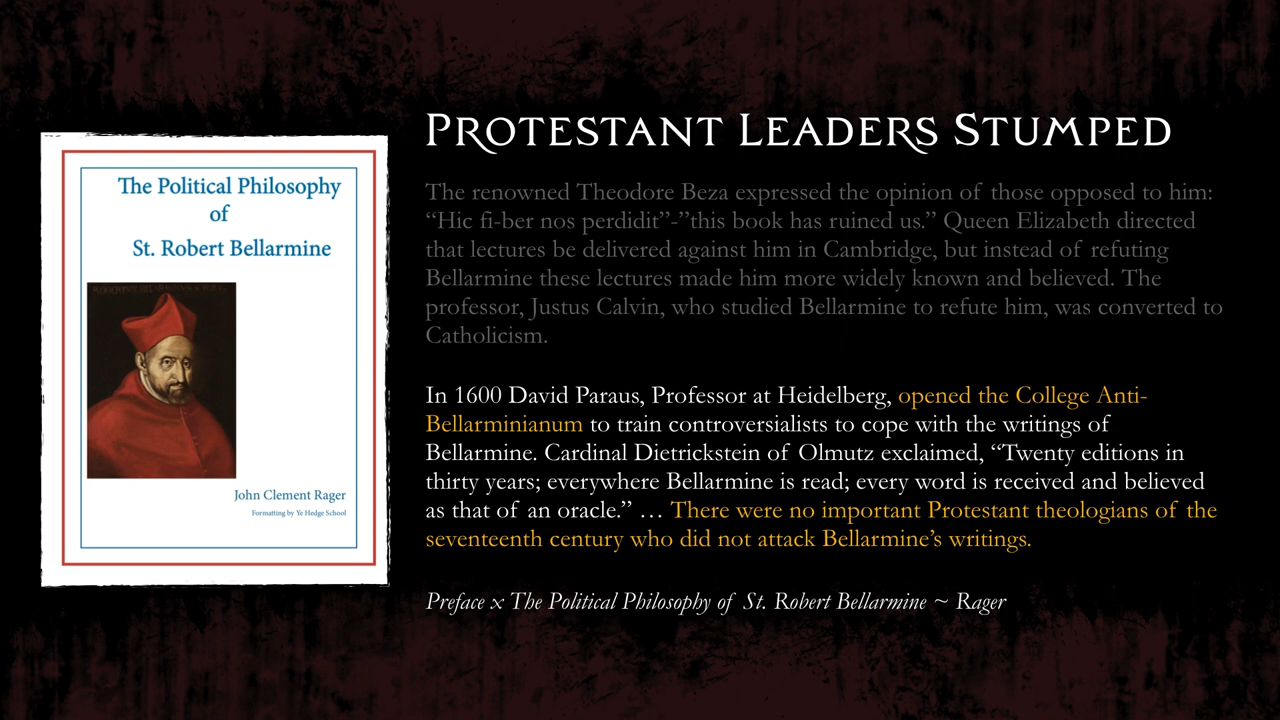 The Political Philosophy
of
St. Robert Bellarmine
John Clement Rager
Formatting by Ye Hedge School
Protestant Leaders Stumped
The renowned Theodore Beza expressed the opinion of those opposed to him:
“Hic fi-ber nos perdidit”-”this book has ruined us.” Queen Elizabeth directed
that lectures be delivered against him in Cambridge, but instead of refuting
Bellarmine these lectures made him more widely known and believed. The
professor, Justus Calvin, who studied Bellarmine to refute him, was converted to
Catholicism.
In 1600 David Paraus, Professor at Heidelberg, opened the College Anti-
Bellarminianum to train controversialists to cope with the writings of
Bellarmine. Cardinal Dietrickstein of Olmutz exclaimed, “Twenty editions in
thirty years; everywhere Bellarmine is read; every word is received and believed
as that of an oracle.” … There were no important Protestant theologians of the
seventeenth century who did not attack Bellarmine’s writings.
Preface x The Political Philosophy of St. Robert Bellarmine ~ Rager